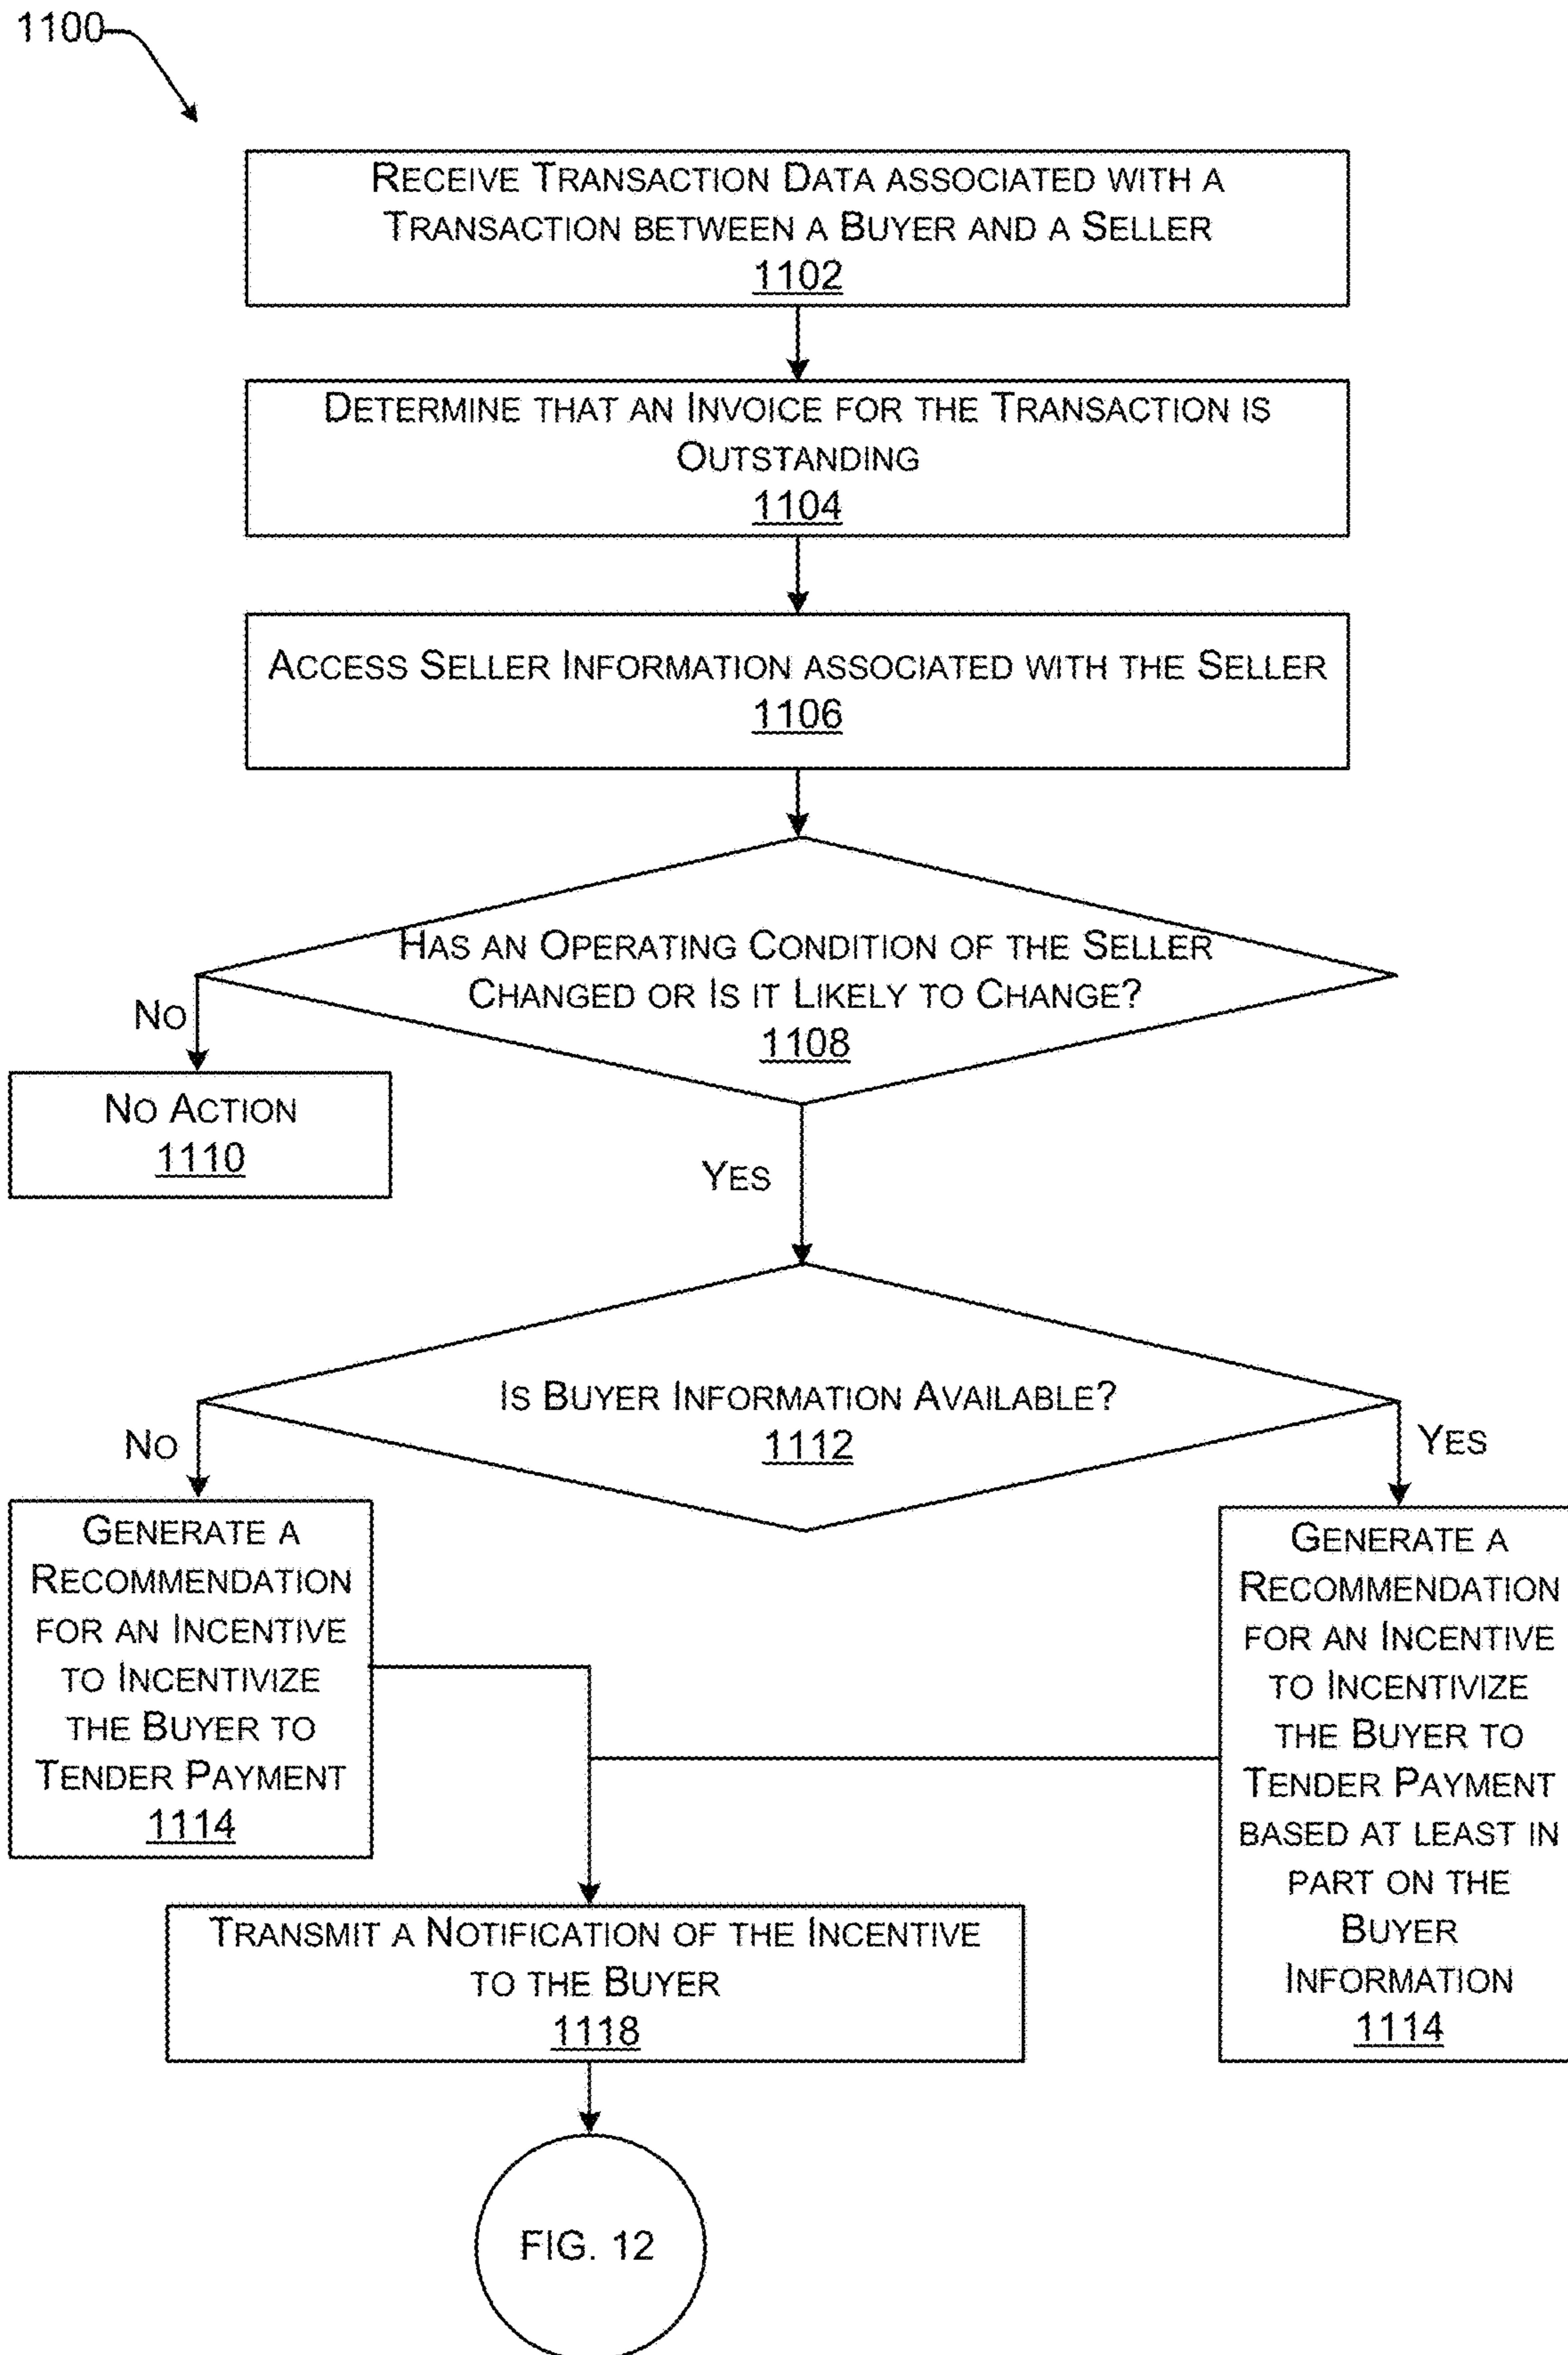 1100
RECEIVE TRANSACTION DATA ASSOCIATED WITH A
TRANSACTION BETWEEN A BUYER AND A SELLER
1102
DETERMINE THAT AN INVOICE FOR THE TRANSACTION IS
OUTSTANDING
1104
ACCESS SELLER INFORMATION ASSOCIATED WITH THE SELLER
1106
HAS AN OPERATING CONDITION OF THE SELLER
CHANGED OR IS IT LIKELY TO CHANGE?
1108
NO
NO ACTION
1110
YES
IS BUYER INFORMATION AVAILABLE?
1112
NO
YES
GENERATE A
RECOMMENDATION
FOR AN INCENTIVE
TO INCENTIVIZE
THE BUYER TO
TENDER PAYMENT
1114
GENERATE A
RECOMMENDATION
FOR AN INCENTIVE
TO INCENTIVIZE
THE BUYER TO
TENDER PAYMENT
BASED AT LEAST IN
PART ON THE
BUYER
INFORMATION
1114
TRANSMIT A NOTIFICATION OF THE INCENTIVE
TO THE BUYER
1118
FIG. 12